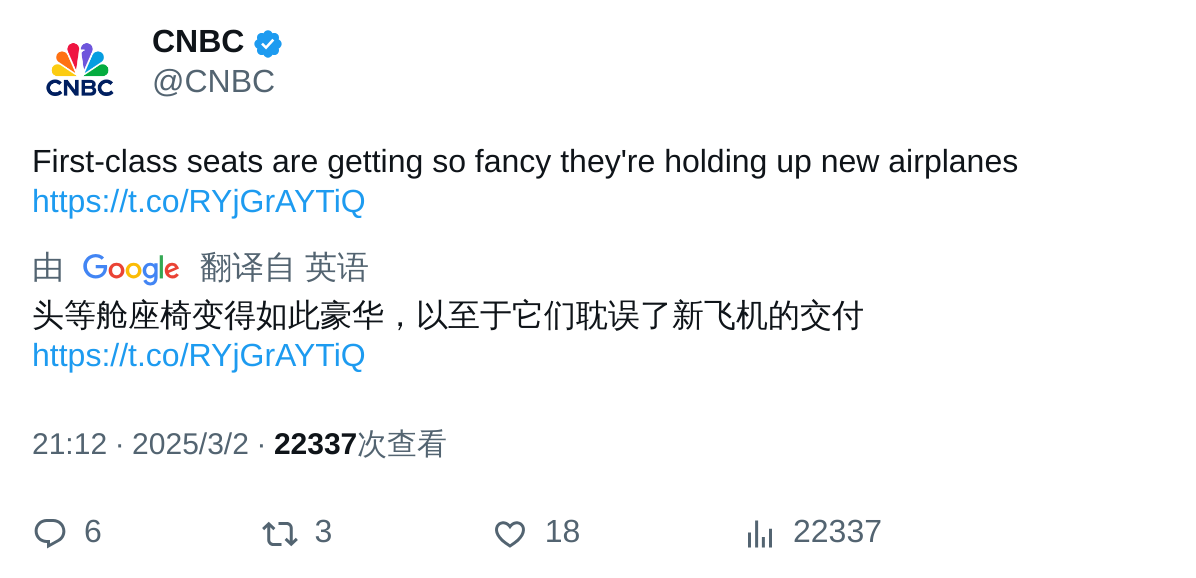 CNBC
CNBC
@CNBC
First-class seats are getting so fancy they're holding up new airplanes
https://t.co/RYjGrAYTiQ
由 Google 翻译自 英语
头等舱座椅变得如此豪华，以至于它们耽误了新飞机的交付
https://t.co/RYjGrAYTiQ
21:12 · 2025/3/2 · 22337次查看
6 3 18 22337